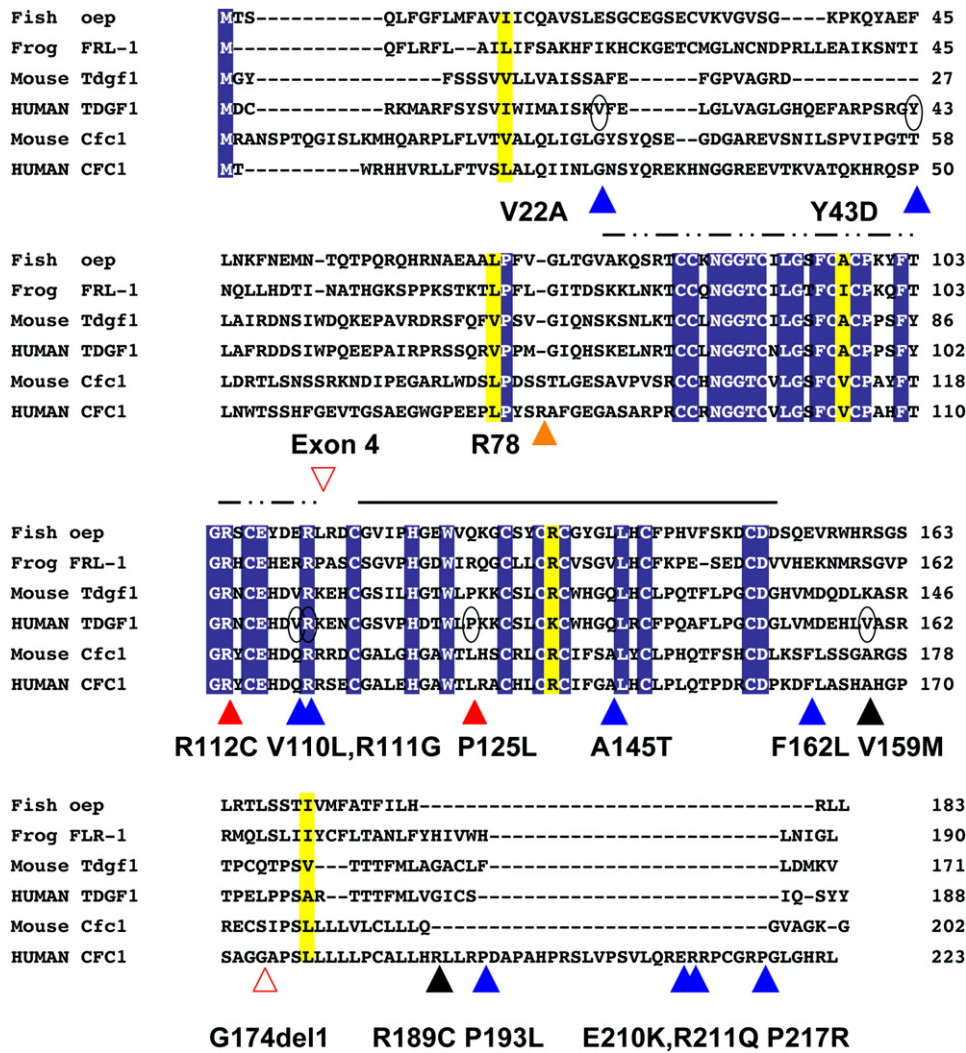 Fish oep MTS------------QLFGFLMFAVIICQAVSLESGCEGSECVKVGVSG----KPKQYAEF 45
Frog FRL-1 M--------------QFLRFL--AILIFSAKHFIKHCKGETCMGLNCNDPRLLEAIKSNTI 45
Mouse Tdgf1 MGY----------------FSSSVVLLVAISSAFE----FGPVAGRD----------- 27
HUMAN TDGF1 MDC-----------RKMARFSYSVIWIMAISKVFE---LGLVAGLGHQEFARPSRGY 43
Mouse Cfc1 MRANSPTQGISLKMHQARPLFLVTVALQLIGLGYSYQSE--GDGAREVSNILSPVIPGTT 58
HUMAN CFC1 MT----------WRHHVRLLFTVSLALQIINLGNSYQREKHNGGREEVTKVATQKHRQSP 50
V22A Y43D
Fish oep LNKFNEMN-TQTPQRQHRNAEAALPFV-GLTGVAKQSRTCCKNGGTCILGSFCACPKYFT 103
Frog FRL-1 NQLLHDTI-NATHGKSPPKSTKTLPFL-GITDSKKLNKTCCQNGGTCILGTFCICPKQFT 103
Mouse Tdgf1 LAIRDNSIWDQKEPAVRDRSFQFVPSV-GIQNSKSNLKTCCLNGGTCILGSFCACPPSFY 86
HUMAN TDGF1 LAFRDDSIWPQEEPAIRPRSSQRVPPM-GIQHSKELNRTCCLNGGTCNLGSFCACPPSFY 102
Mouse Cfc1 LDRTLSNSSRKNDIPEGARLWDSLPDSSTLGESAVPVSRCCHNGGTCVLGSFCVCPAYFT 118
HUMAN CFC1 LNWTSSHFGEVTGSAEGWGPEEPLPYSRAFGEGASARPRCCRNGGTCVLGSFCVCPAHFT 110
Exon 4 R78
Fish oep GRSCEYDERLRDCGVIPHGEWVQKGCSYCRCGYGLLHCFPHVFSKDCDDSQEVRWHRSGS 163
Frog FRL-1 GRHCEHERRPASCSGVPHGDWIRQGCLLCRCVSGVLHCFKPE-SEDCDVVHEKNMRSGVP 162
Mouse Tdgf1 GRNCEHDVRKEHCGSILHGTWLPKKCSLCRCWHGQLHCLPQTFLPGCDGHVMDQDLKASR 146
HUMAN TDGF1 GRNCEHDVRKENCGSVPHDTWLPKKCSLCKCWHGQLRCFPQAFLPGCDGLVMDEHLVASR 162
Mouse Cfc1 GRYCEHDQRRRDCGALGHGAWTLHSCRLCRCIFSALYCLPHQTFSHCDLKSFLSSGARGS 178
HUMAN CFC1 GRYCEHDQRRSECGALEHGAWTLRACHLCRCIFGALHCLPLQTPDRCDPKDFLASHAHGP 170
R112C V110L,R111G P125L A145T F162L V159M
Fish oep LRTLSSTIVMFATFILH----------------------------------RLL 183
Frog FLR-1 RMQLSLIIYCFLTANLFYHIVWH-------------------------LNIGL 190
Mouse Tdgf1 TPCQTPSV---TTTFMLAGACLF-------------------------LDMKV 171
HUMAN TDGF1 TPELPPSAR--TTTFMLVGICS--------------------------IQ-SYY 188
Mouse Cfc1 RECSIPSLLLLVLCLLLQ-----------------------------GVAGK-G 202
HUMAN CFC1 SAGGAPSLLLLLPCALLHRLLRPDAPAHPRSLVPSVLQRERRPCGRPGLGHRL 223
G174del1 R189C P193L E210K,R211Q P217R